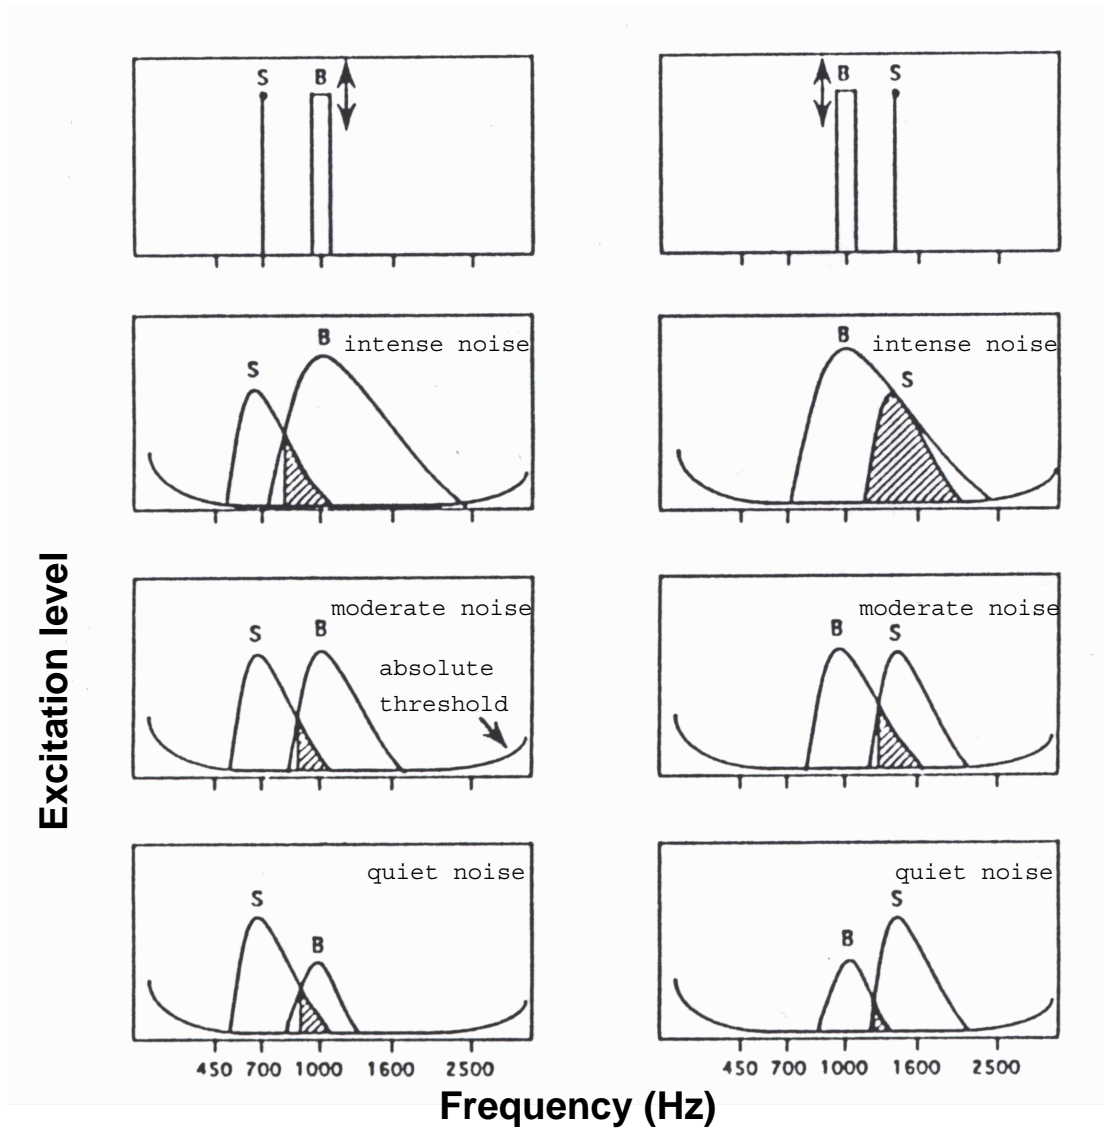 S B
B S
B
intense noise
S
B
intense noise
S
moderate noise
S B
absolute
threshold
moderate noise
B S
quiet noise
S
B
quiet noise
S
B
450 700 1000 1600 2500
450 700 1000 1600 2500
Excitation level
Frequency (Hz)